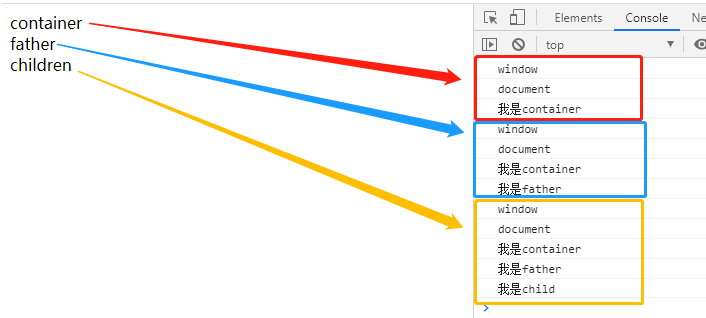 container
father
children
Elements
Console
Ne
top
window
document
我是container
window
document
我是container
我是father
window
document
我是container
我是father
我是child